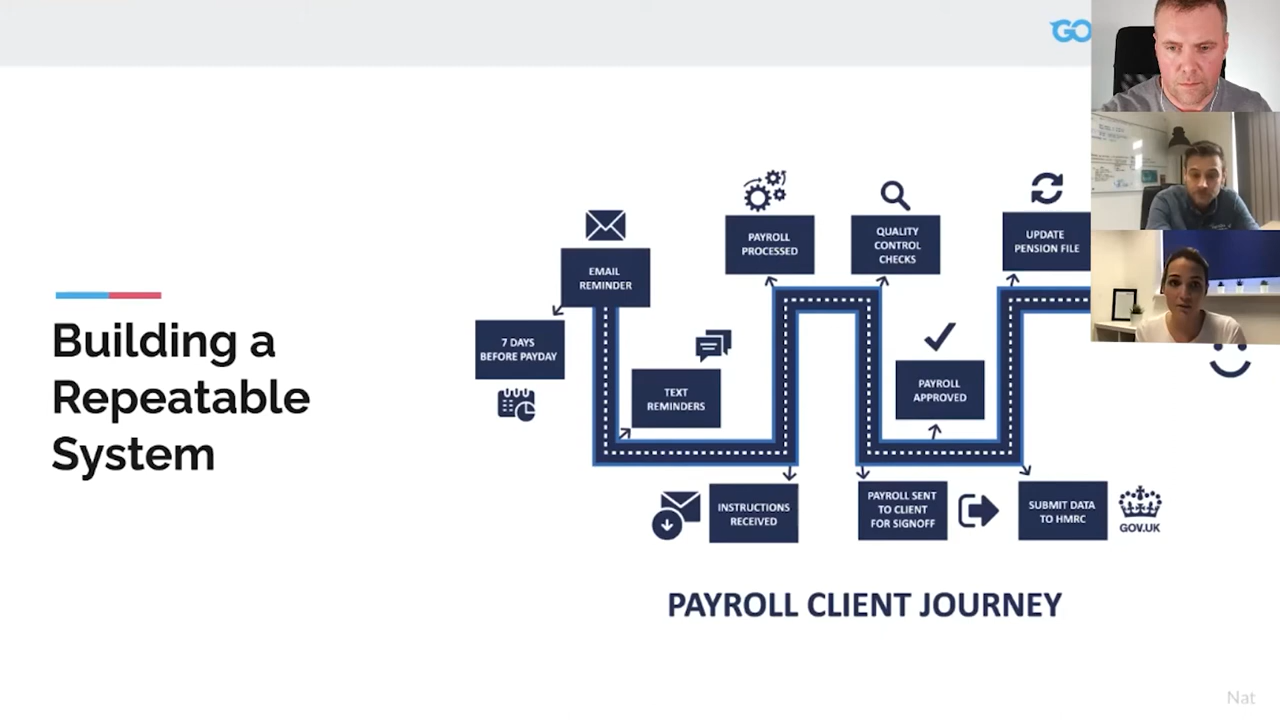 GO
Building a
Repeatable
System
7 DAYS
BEFORE PAYDAY
EMAIL
REMINDER
TEXT
REMINDERS
INSTRUCTIONS
RECEIVED
PAYROLL
PROCESSED
QUALITY
CONTROL
CHECKS
PAYROLL SENT
TO CLIENT
FOR SIGNOFF
PAYROLL
APPROVED
SUBMIT DATA
TO HMRC
GOV.UK
UPDATE
PENSION FILE
PAYROLL CLIENT JOURNEY
Nat